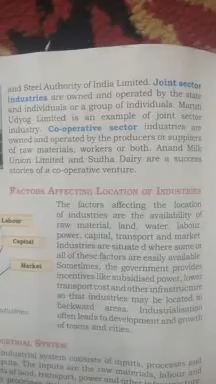 and Steel Authority of India Limited. Joint sector
industries are owned and operated by the state
and individuals or a group of individuals. Maruti
Udyog Limited is an example of joint sector
industry. Co-operative sector industries are
owned and operated by the producers or suppliers
of raw materials, workers or both. Anand Milk
Union Limited and Sudha Dairy are a success
stories of a co-operative venture.
FACTORS AFFECTING LOCATION OF INDUSTRIES
The factors affecting the location
of industries are the availability of
raw material, land, water, labour,
power, capital, transport and market.
Industries are situate d where some or
all of these factors are easily available.
Sometimes, the government provides
incentives like subsidised power, lower
transport cost and other infrastructure
so that industries may be located in
backward areas. Industrialisation
often leads to development and growth
of towns and cities.
Labour
Capital
Market
SYSTEM
industrial system consists of inputs, processes and
The inputs are the raw materials, labour and
of land, transport, power and other